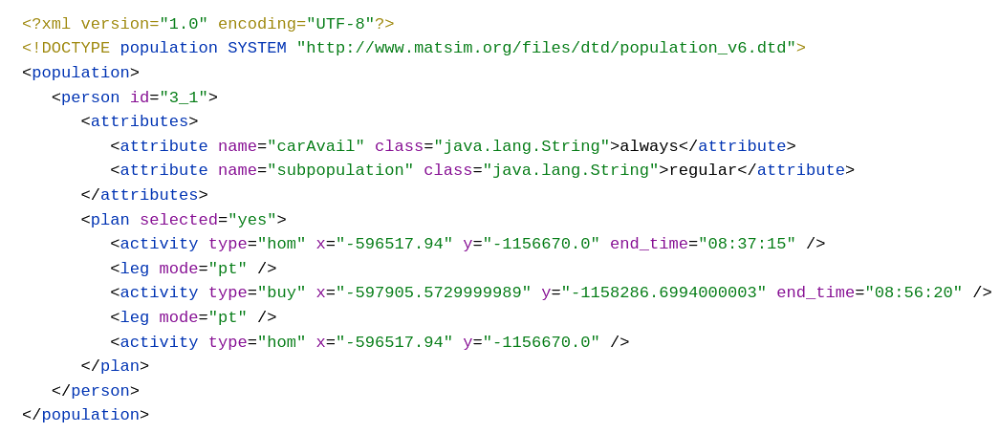 <?xml version="1.0" encoding="UTF-8"?>
<!DOCTYPE population SYSTEM "http://www.matsim.org/files/dtd/population_v6.dtd">
<population>
   <person id="3_1">
      <attributes>
         <attribute name="carAvail" class="java.lang.String">always</attribute>
         <attribute name="subpopulation" class="java.lang.String">regular</attribute>
      </attributes>
      <plan selected="yes">
         <activity type="hom" x="-596517.94" y="-1156670.0" end_time="08:37:15" />
         <leg mode="pt" />
         <activity type="buy" x="-597905.5729999989" y="-1158286.6994000003" end_time="08:56:20" />
         <leg mode="pt" />
         <activity type="hom" x="-596517.94" y="-1156670.0" />
      </plan>
   </person>
</population>